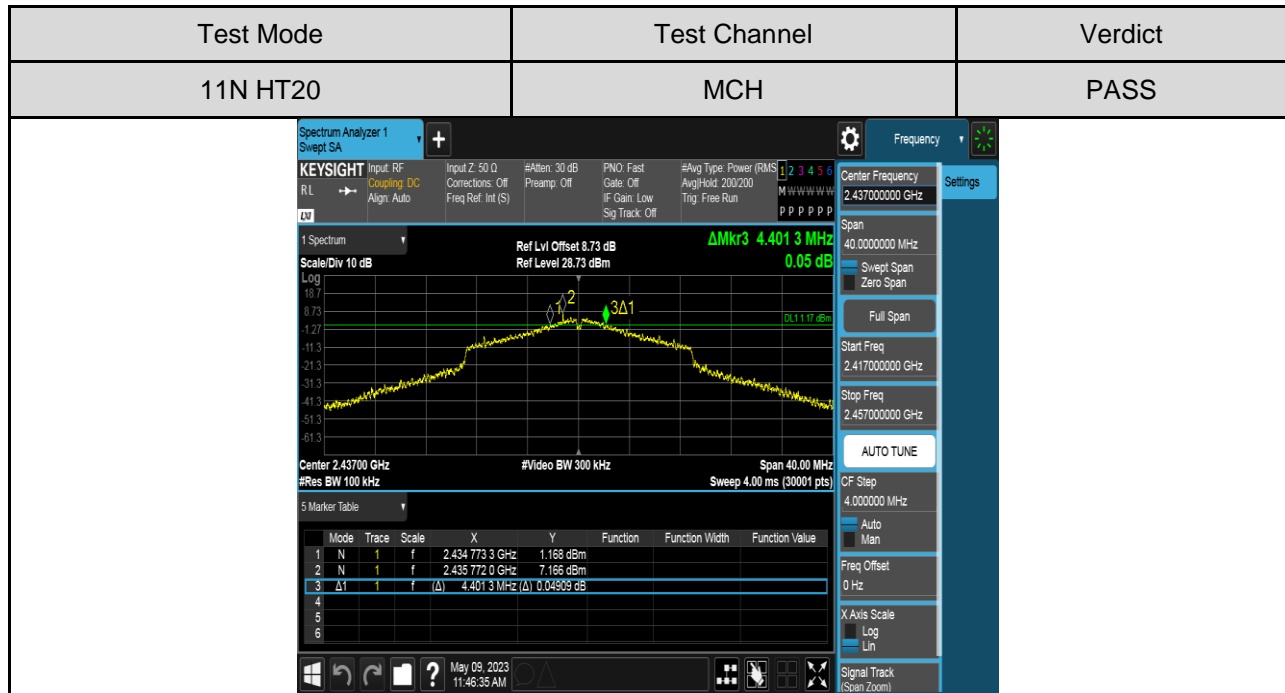 Test Mode Test Channel Verdict
11N HT20 MCH PASS
Spectrum Analyzer 1
Swept SA
+
Frequency
KEYSIGHT Input: RF Input Z: 50 Ω #Atten: 30 dB PNO: Fast #Avg Type: Power (RMS 1 2 3 4 5 6
RL Coupling: DC Corrections: Off Preamp: Off Gate: Off Avg|Hold: 200/200 M W W W W W
Align: Auto Freq Ref: Int (S) IF Gain: Low Trig: Free Run
LXI Sig Track: Off P P P P P P
Center Frequency
2.437000000 GHz
Settings
1 Spectrum
Ref Lvl Offset 8.73 dB ΔMkr3 4.401 3 MHz
Scale/Div 10 dB Ref Level 28.73 dBm 0.05 dB
Log
18.7
8.73
-1.27
-11.3
-21.3
-31.3
-41.3
-51.3
-61.3
1 2 3Δ1
DL1 1.17 dBm
Center 2.43700 GHz #Video BW 300 kHz Span 40.00 MHz
#Res BW 100 kHz Sweep 4.00 ms (30001 pts)
Span
40.0000000 MHz
Swept Span
Zero Span
Full Span
Start Freq
2.417000000 GHz
Stop Freq
2.457000000 GHz
AUTO TUNE
CF Step
4.000000 MHz
Auto
Man
Freq Offset
0 Hz
X Axis Scale
Log
Lin
Signal Track
(Span Zoom)
5 Marker Table
Mode Trace Scale X Y Function Function Width Function Value
1 N 1 f 2.434 773 3 GHz 1.168 dBm
2 N 1 f 2.435 772 0 GHz 7.166 dBm
3 Δ1 1 f (Δ) 4.401 3 MHz (Δ) 0.04909 dB
4
5
6
? May 09, 2023
11:46:35 AM